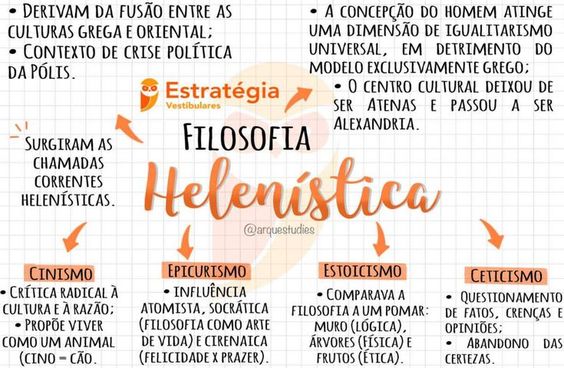 • Derivam da fusão entre as
culturas grega e oriental;
• Contexto de crise política
da Pólis.
• A concepção do homem atinge
uma dimensão de igualitarismo
universal, em detrimento do
modelo exclusivamente grego;
• O centro cultural deixou de
ser Atenas e passou a ser
Alexandria.
Estratégia
Vestibulares
Filosofia
Helenística
@arquestudies
Surgiram as
chamadas
correntes
helenísticas.
Cinismo
• Crítica radical à
cultura e à razão;
• Propõe viver
como um animal
(cino = cão.
Epicurismo
• Influência
atomista, socrática
(filosofia como arte
de vida) e cirenaica
(felicidade x prazer).
Estoicismo
• Comparava a
filosofia a um pomar:
muro (lógica),
árvores (física) e
frutos (ética).
Ceticismo
• Questionamento
de fatos, crenças e
opiniões;
• Abandono das
certezas.